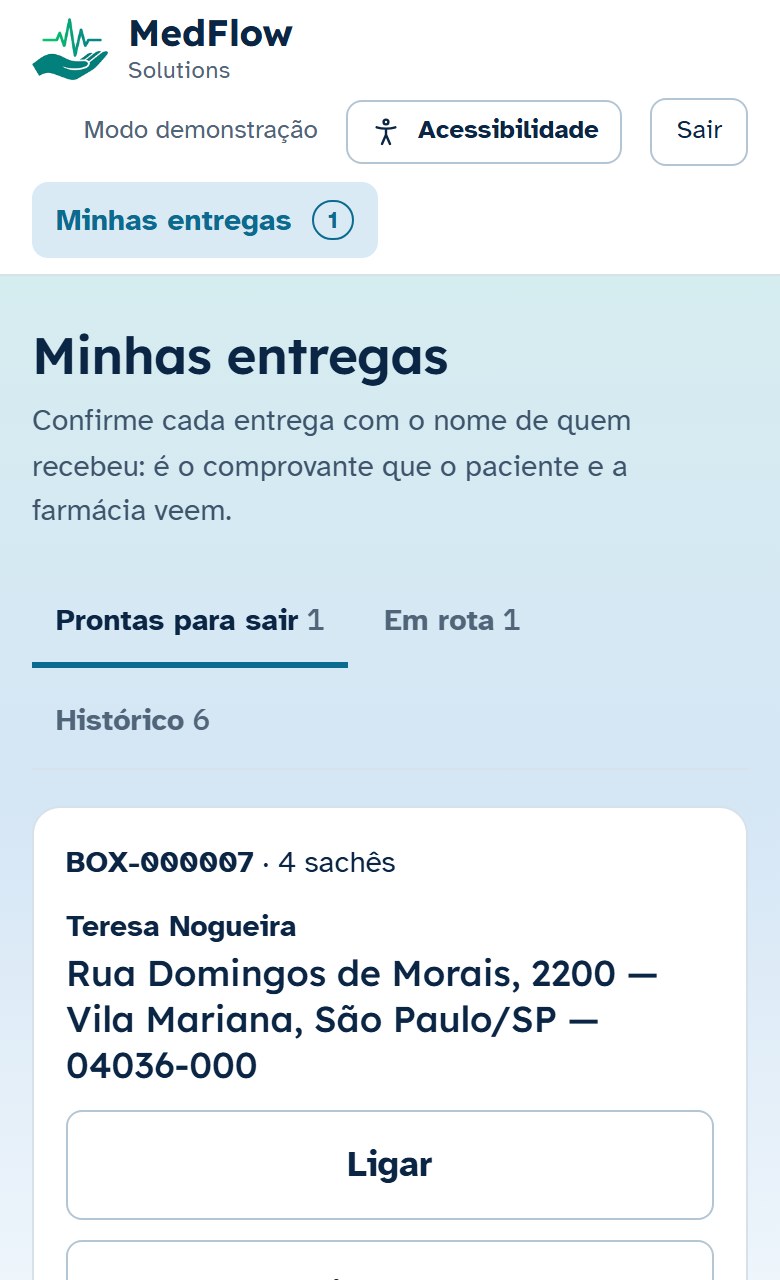 MedFlow
Solutions
Modo demonstração
Acessibilidade
Sair
Minhas entregas 1
Minhas entregas
Confirme cada entrega com o nome de quem
recebeu: é o comprovante que o paciente e a
farmácia veem.
Prontas para sair 1
Em rota 1
Histórico 6
BOX-000007 · 4 sachês
Teresa Nogueira
Rua Domingos de Morais, 2200 —
Vila Mariana, São Paulo/SP —
04036-000
Ligar